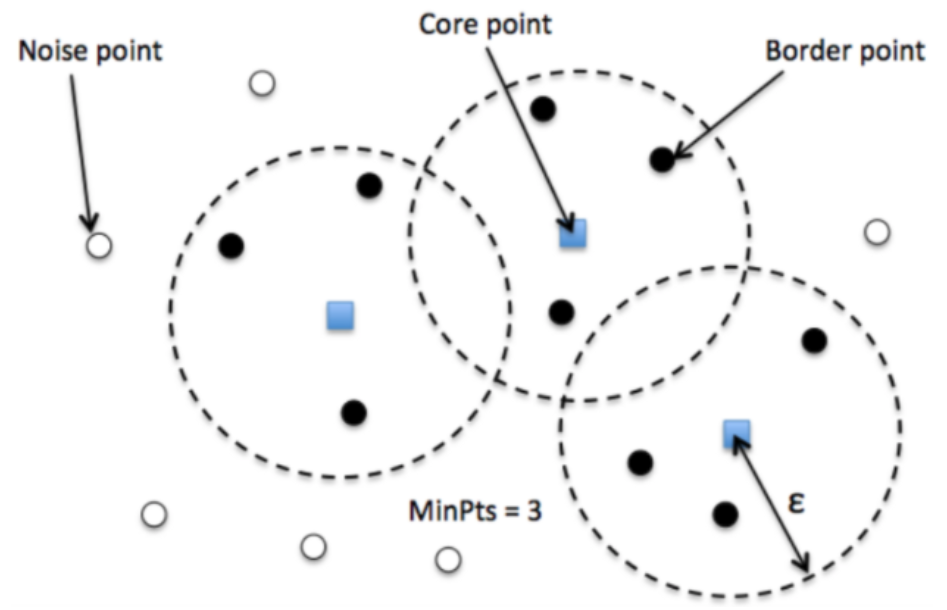 Core point
Noise point
Border point
MinPts = 3
ε